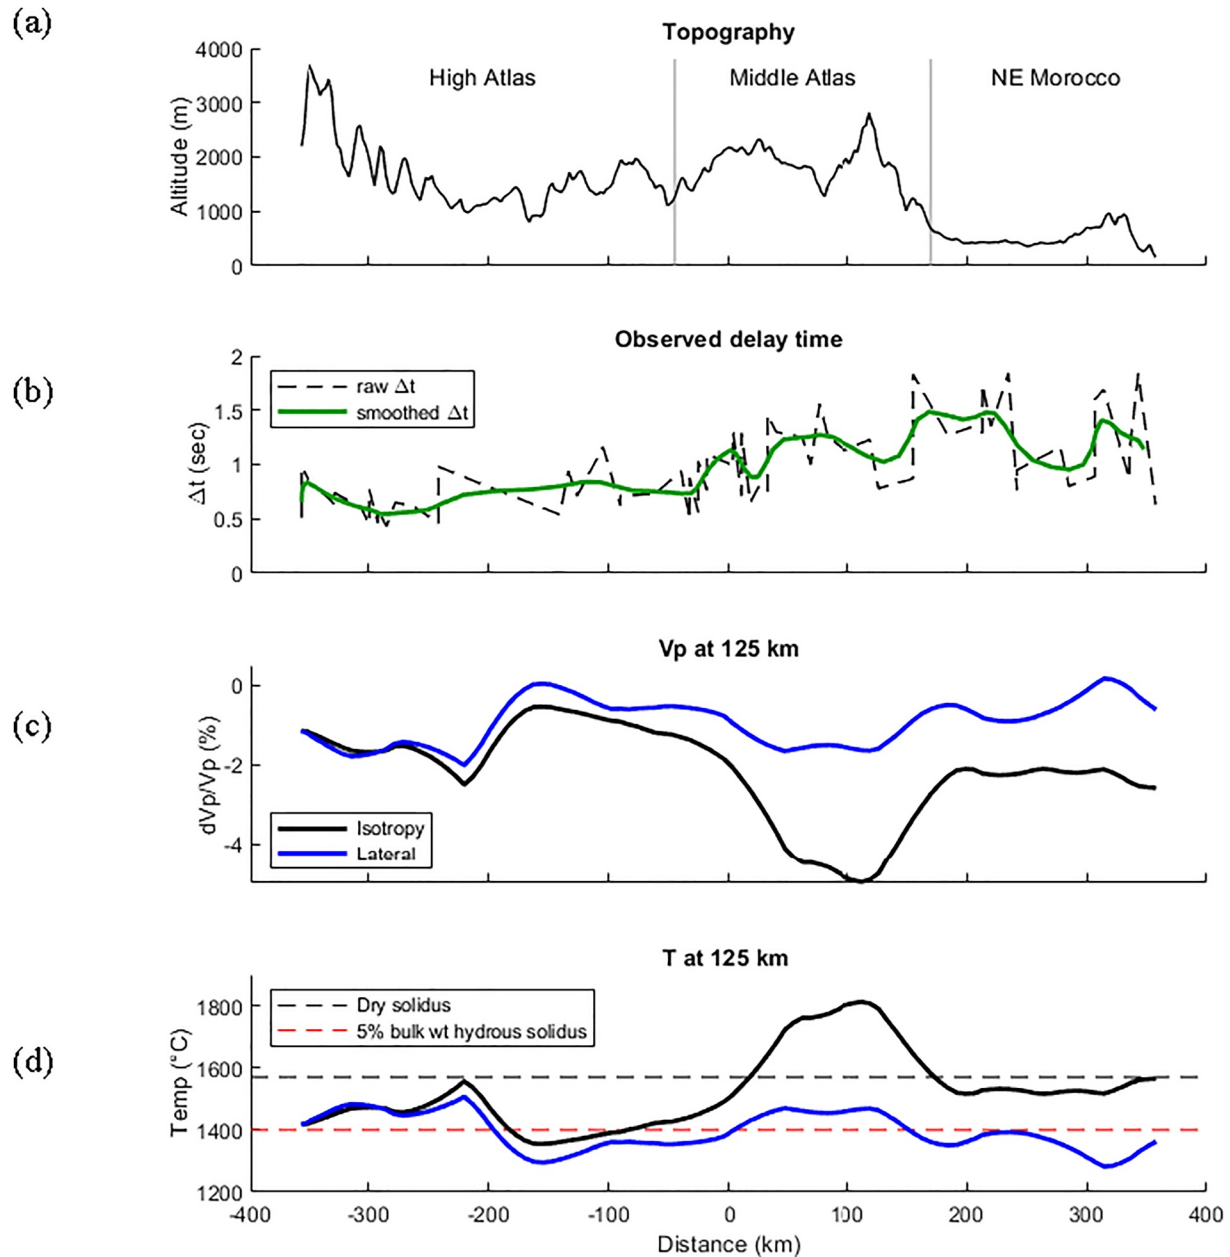 (a)
Topography
4000
3000
2000
1000
0
Altitude (m)
High Atlas
Middle Atlas
NE Morocco
(b)
Observed delay time
2
1.5
1
0.5
0
Δt (sec)
raw Δt
smoothed Δt
(c)
Vp at 125 km
0
-2
-4
dVp/Vp (%)
Isotropy
Lateral
(d)
T at 125 km
1800
1600
1400
1200
Temp (°C)
Dry solidus
5% bulk wt hydrous solidus
-400 -300 -200 -100 0 100 200 300 400
Distance (km)